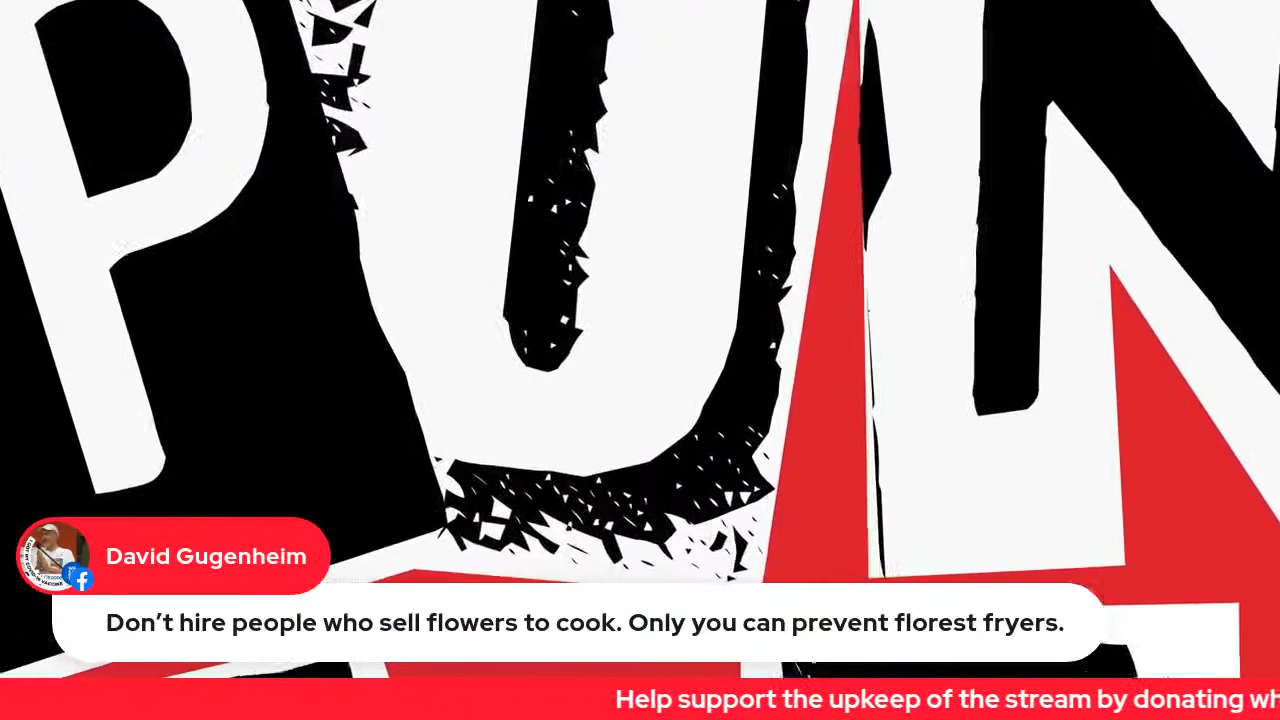 PUN
David Gugenheim
Don't hire people who sell flowers to cook. Only you can prevent florest fryers.
Help support the upkeep of the stream by donating wh